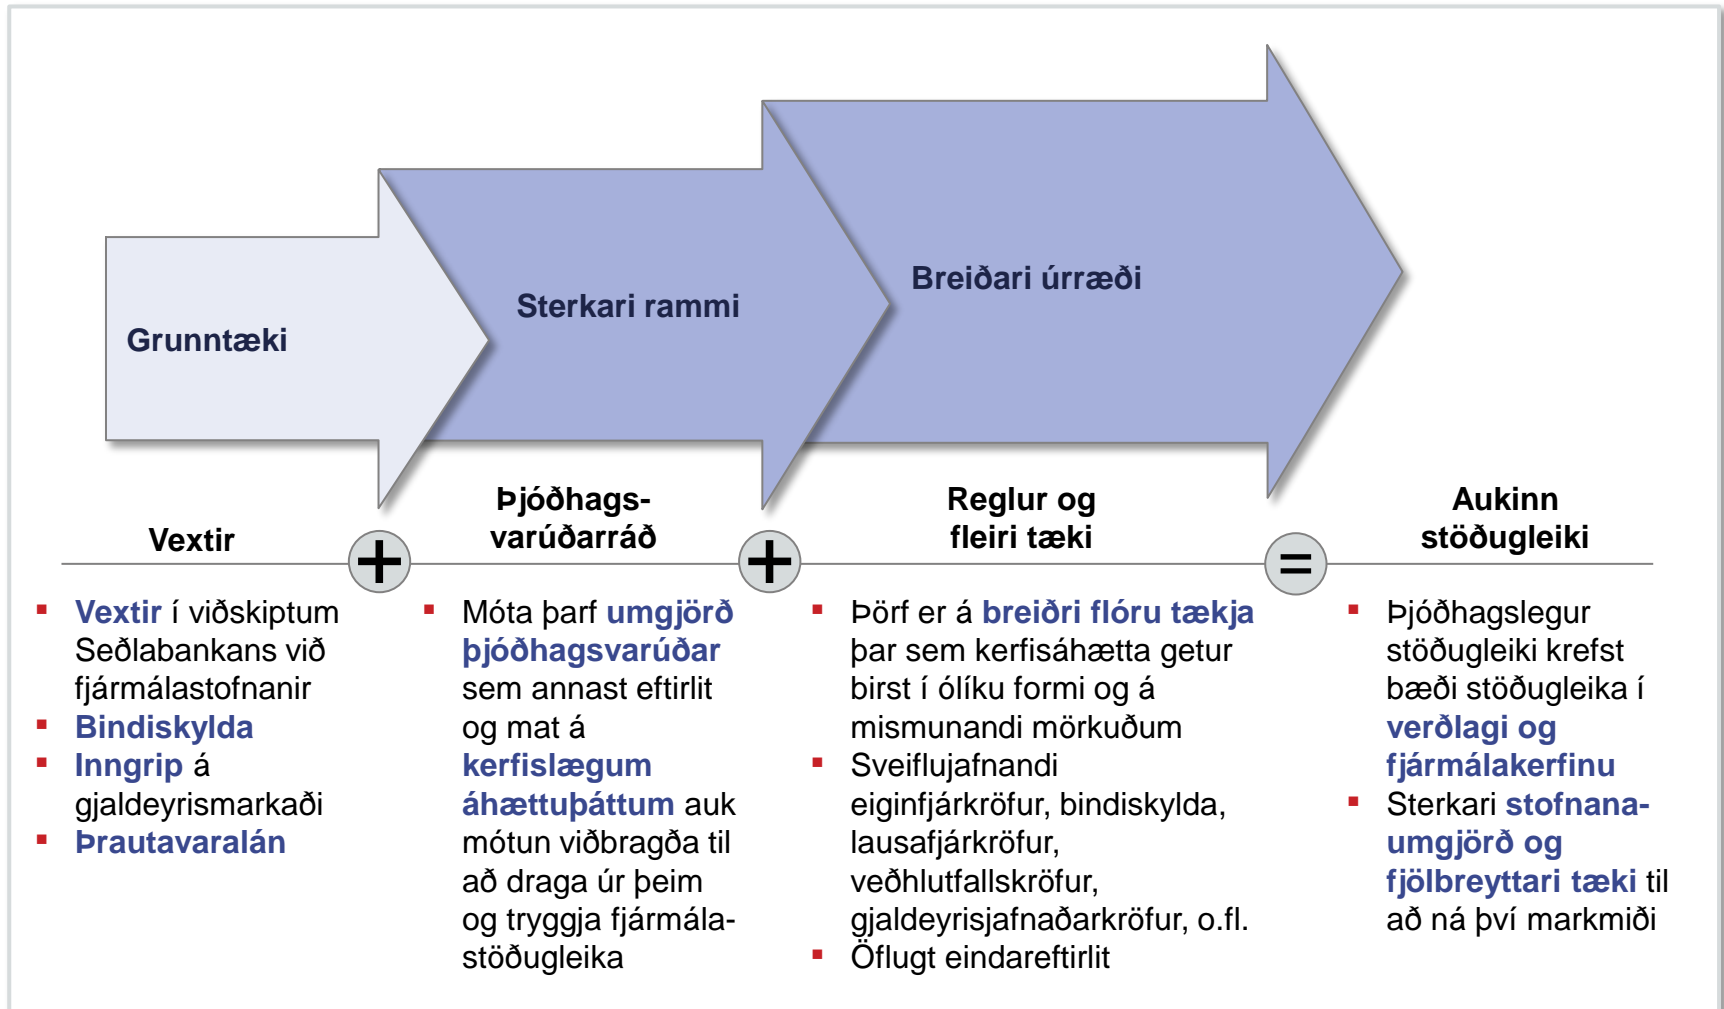 Grunntæki
Sterkari rammi
Breiðari úrræði
Vextir
+
Þjóðhags-
varúðarráð
+
Reglur og
fleiri tæki
=
Aukinn
stöðugleiki
▪ Vextir í viðskiptum
Seðlabankans við
fjármálastofnanir
▪ Bindiskylda
▪ Inngrip á
gjaldeyrismarkaði
▪ Þrautavaralán
▪ Móta þarf umgjörð
þjóðhagsvarúðar
sem annast eftirlit
og mat á
kerfislægum
áhættuþáttum auk
mótun viðbragða til
að draga úr þeim
og tryggja fjármála-
stöðugleika
▪ Þörf er á breiðri flóru tækja
þar sem kerfisáhætta getur
birst í ólíku formi og á
mismunandi mörkuðum
▪ Sveiflujafnandi
eiginfjárkröfur, bindiskylda,
lausafjárkröfur,
veðhlutfallskröfur,
gjaldeyrisjafnaðarkröfur, o.fl.
▪ Öflugt eindareftirlit
▪ Þjóðhagslegur
stöðugleiki krefst
bæði stöðugleika í
verðlagi og
fjármálakerfinu
▪ Sterkari stofnana-
umgjörð og
fjölbreyttari tæki til
að ná því markmiði